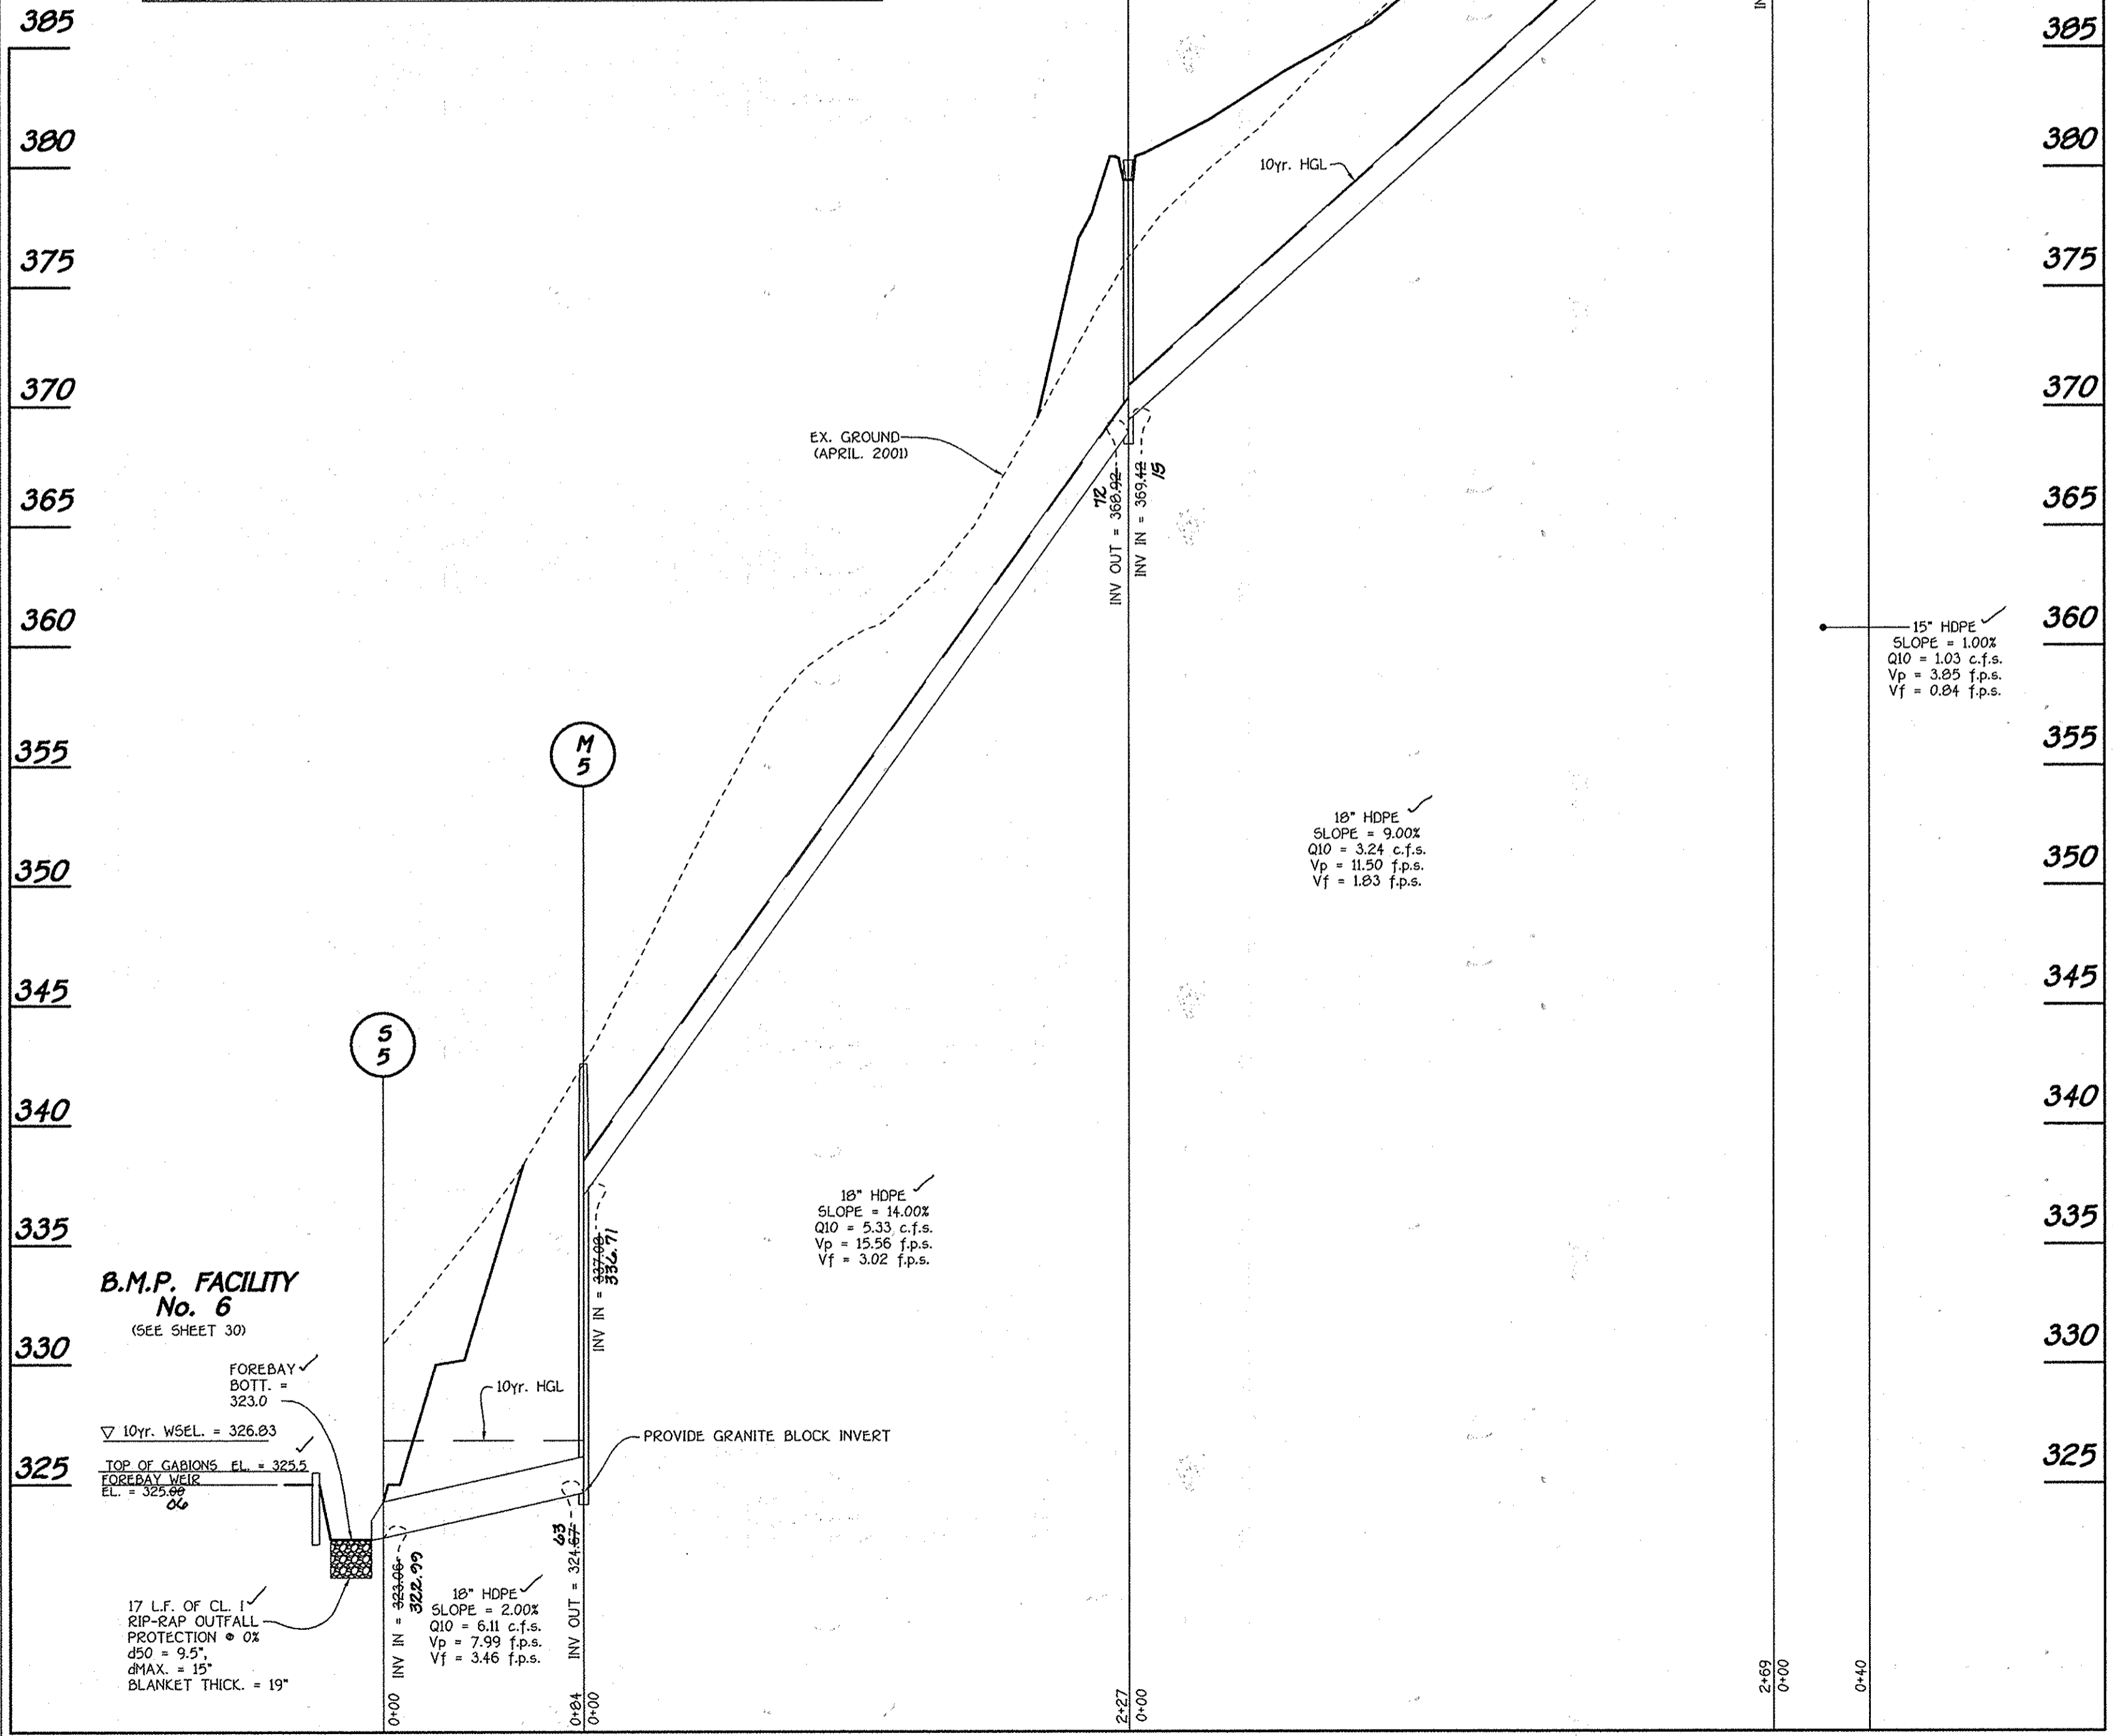 385
380
375
370
365
360
355
350
345
340
335
330
325
385
380
375
370
365
360
355
350
345
340
335
330
325
10yr. HGL
EX. GROUND
(APRIL. 2001)
72
INV OUT = 368.92
INV IN = 369.42
15
15" HDPE
SLOPE = 1.00%
Q10 = 1.03 c.f.s.
Vp = 3.85 f.p.s.
Vf = 0.84 f.p.s.
M
5
18" HDPE
SLOPE = 9.00%
Q10 = 3.24 c.f.s.
Vp = 11.50 f.p.s.
Vf = 1.83 f.p.s.
S
5
18" HDPE
SLOPE = 14.00%
Q10 = 5.33 c.f.s.
Vp = 15.56 f.p.s.
Vf = 3.02 f.p.s.
INV IN = 337.08
336.71
B.M.P. FACILITY
No. 6
(SEE SHEET 30)
FOREBAY
BOTT. =
323.0
10yr. HGL
10yr. WSEL. = 326.83
PROVIDE GRANITE BLOCK INVERT
TOP OF GABIONS EL. = 325.5
FOREBAY WEIR
EL. = 325.00
06
17 L.F. OF CL. I
RIP-RAP OUTFALL
PROTECTION @ 0%
d50 = 9.5",
dMAX. = 15"
BLANKET THICK. = 19"
INV IN = 323.06
322.99
18" HDPE
SLOPE = 2.00%
Q10 = 6.11 c.f.s.
Vp = 7.99 f.p.s.
Vf = 3.46 f.p.s.
63
INV OUT = 324.67
0+00
0+84
0+00
2+27
0+00
2+69
0+00
0+40